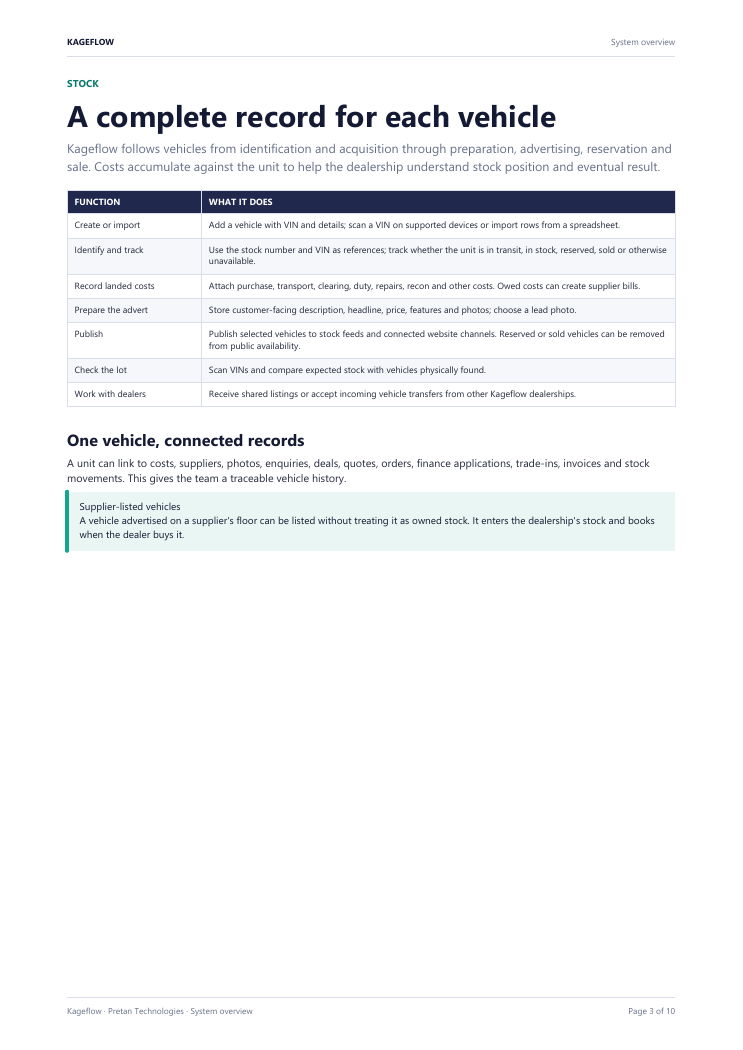 KAGEFLOW
System overview
STOCK
A complete record for each vehicle
Kageflow follows vehicles from identification and acquisition through preparation, advertising, reservation and
sale. Costs accumulate against the unit to help the dealership understand stock position and eventual result.
FUNCTION
WHAT IT DOES
Create or import
Add a vehicle with VIN and details; scan a VIN on supported devices or import rows from a spreadsheet.
Identify and track
Use the stock number and VIN as references; track whether the unit is in transit, in stock, reserved, sold or otherwise
unavailable.
Record landed costs
Attach purchase, transport, clearing, duty, repairs, recon and other costs. Owed costs can create supplier bills.
Prepare the advert
Store customer-facing description, headline, price, features and photos; choose a lead photo.
Publish
Publish selected vehicles to stock feeds and connected website channels. Reserved or sold vehicles can be removed
from public availability.
Check the lot
Scan VINs and compare expected stock with vehicles physically found.
Work with dealers
Receive shared listings or accept incoming vehicle transfers from other Kageflow dealerships.
One vehicle, connected records
A unit can link to costs, suppliers, photos, enquiries, deals, quotes, orders, finance applications, trade-ins, invoices and stock
movements. This gives the team a traceable vehicle history.
Supplier-listed vehicles
A vehicle advertised on a supplier's floor can be listed without treating it as owned stock. It enters the dealership's stock and books
when the dealer buys it.
Kageflow · Pretan Technologies · System overview
Page 3 of 10